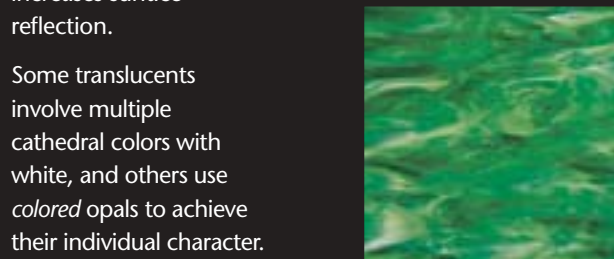 reflection.
Some translucents
involve multiple
cathedral colors with
white, and others use
colored opals to achieve
their individual character.